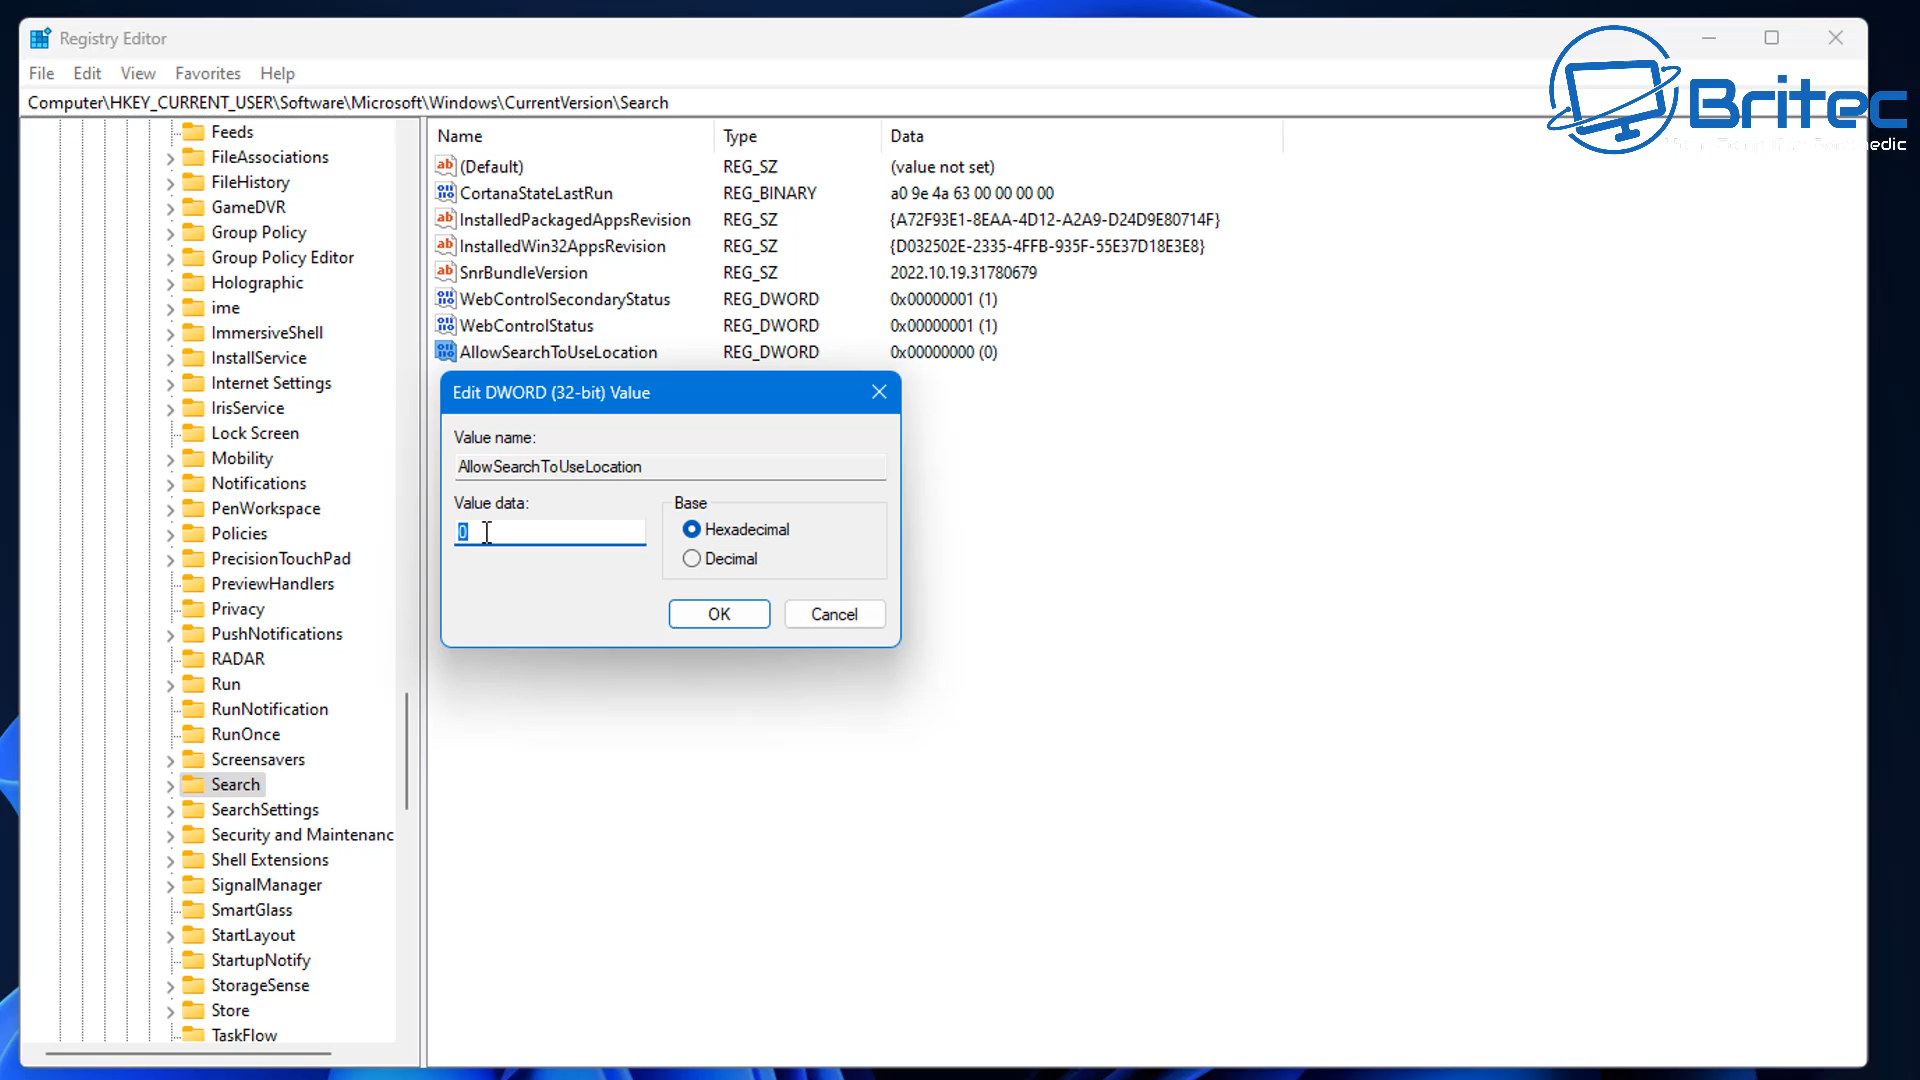 Registry Editor
File Edit View Favorites Help
Computer\HKEY_CURRENT_USER\Software\Microsoft\Windows\CurrentVersion\Search
Britec
Feeds
FileAssociations
FileHistory
GameDVR
Group Policy
Group Policy Editor
Holographic
ime
ImmersiveShell
InstallService
Internet Settings
IrisService
Lock Screen
Mobility
Notifications
PenWorkspace
Policies
PrecisionTouchPad
PreviewHandlers
Privacy
PushNotifications
RADAR
Run
RunNotification
RunOnce
Screensavers
Search
SearchSettings
Security and Maintenanc
Shell Extensions
SignalManager
SmartGlass
StartLayout
StartupNotify
StorageSense
Store
TaskFlow
Name Type Data
(Default) REG_SZ (value not set)
CortanaStateLastRun REG_BINARY a0 9e 4a 63 00 00 00 00
InstalledPackagedAppsRevision REG_SZ {A72F93E1-8EAA-4D12-A2A9-D24D9E80714F}
InstalledWin32AppsRevision REG_SZ {D032502E-2335-4FFB-935F-55E37D18E3E8}
SnrBundleVersion REG_SZ 2022.10.19.31780679
WebControlSecondaryStatus REG_DWORD 0x00000001 (1)
WebControlStatus REG_DWORD 0x00000001 (1)
AllowSearchToUseLocation REG_DWORD 0x00000000 (0)
Edit DWORD (32-bit) Value
Value name:
AllowSearchToUseLocation
Value data:
0
Base
Hexadecimal
Decimal
OK Cancel